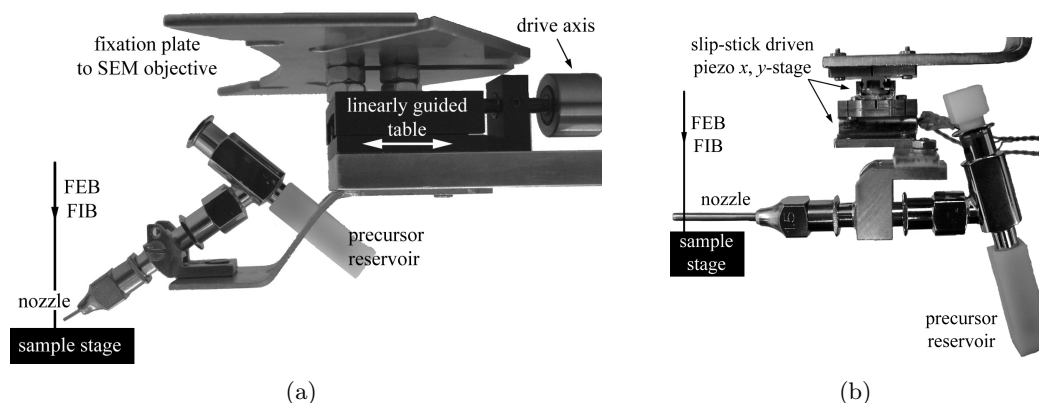 fixation plate
to SEM objective
drive axis
linearly guided
table
FEB
FIB
nozzle
precursor
reservoir
sample stage
(a)
slip-stick driven
piezo x, y-stage
FEB
FIB
nozzle
sample
stage
precursor
reservoir
(b)